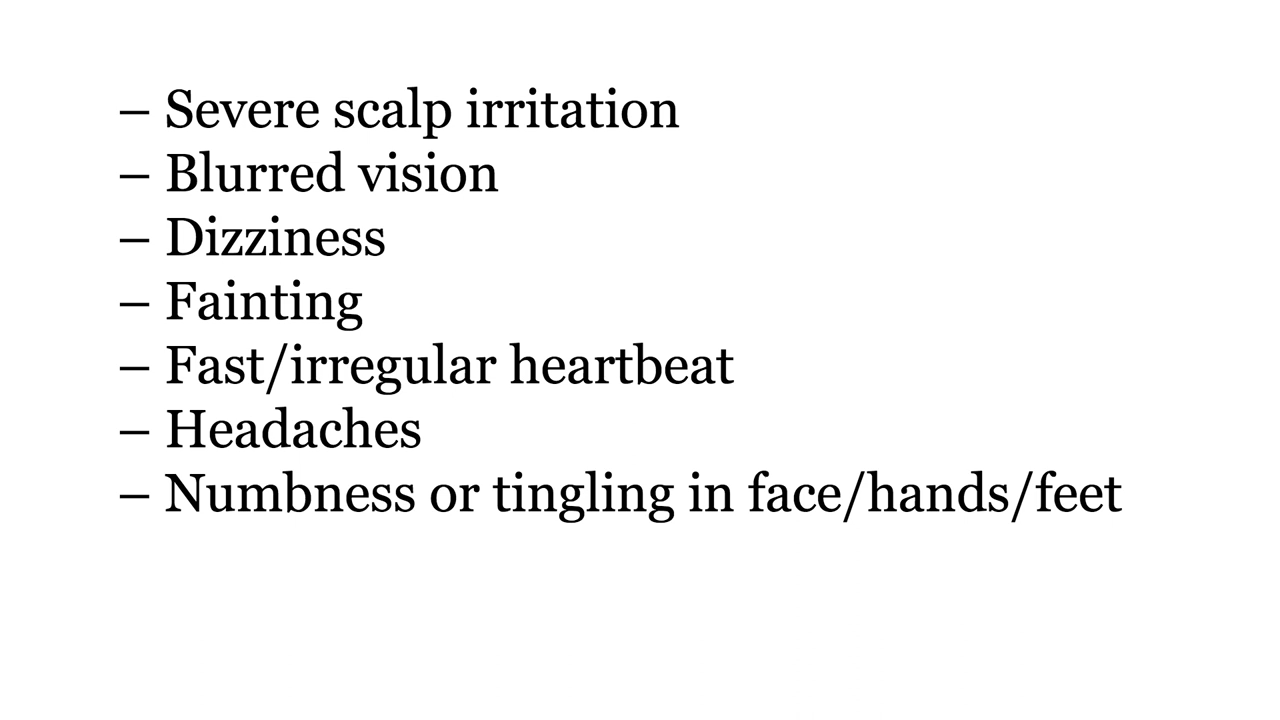 – Severe scalp irritation
– Blurred vision
– Dizziness
– Fainting
– Fast/irregular heartbeat
– Headaches
– Numbness or tingling in face/hands/feet